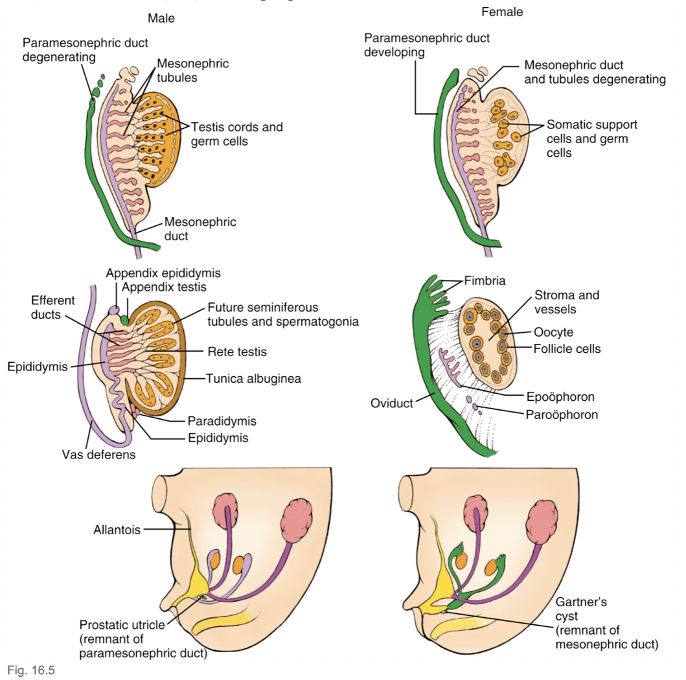 Male
Female
Paramesonephric duct
degenerating
Mesonephric
tubules
Testis cords and
germ cells
Mesonephric
duct
Paramesonephric duct
developing
Mesonephric duct
and tubules degenerating
Somatic support
cells and germ
cells
Appendix epididymis
Appendix testis
Efferent
ducts
Future seminiferous
tubules and spermatogonia
Rete testis
Epididymis
Tunica albuginea
Paradidymis
Epididymis
Vas deferens
Fimbria
Stroma and
vessels
Oocyte
Follicle cells
Epoöphoron
Oviduct
Paroöphoron
Allantois
Prostatic utricle
(remnant of
paramesonephric duct)
Gartner's
cyst
(remnant of
mesonephric duct)
Fig. 16.5